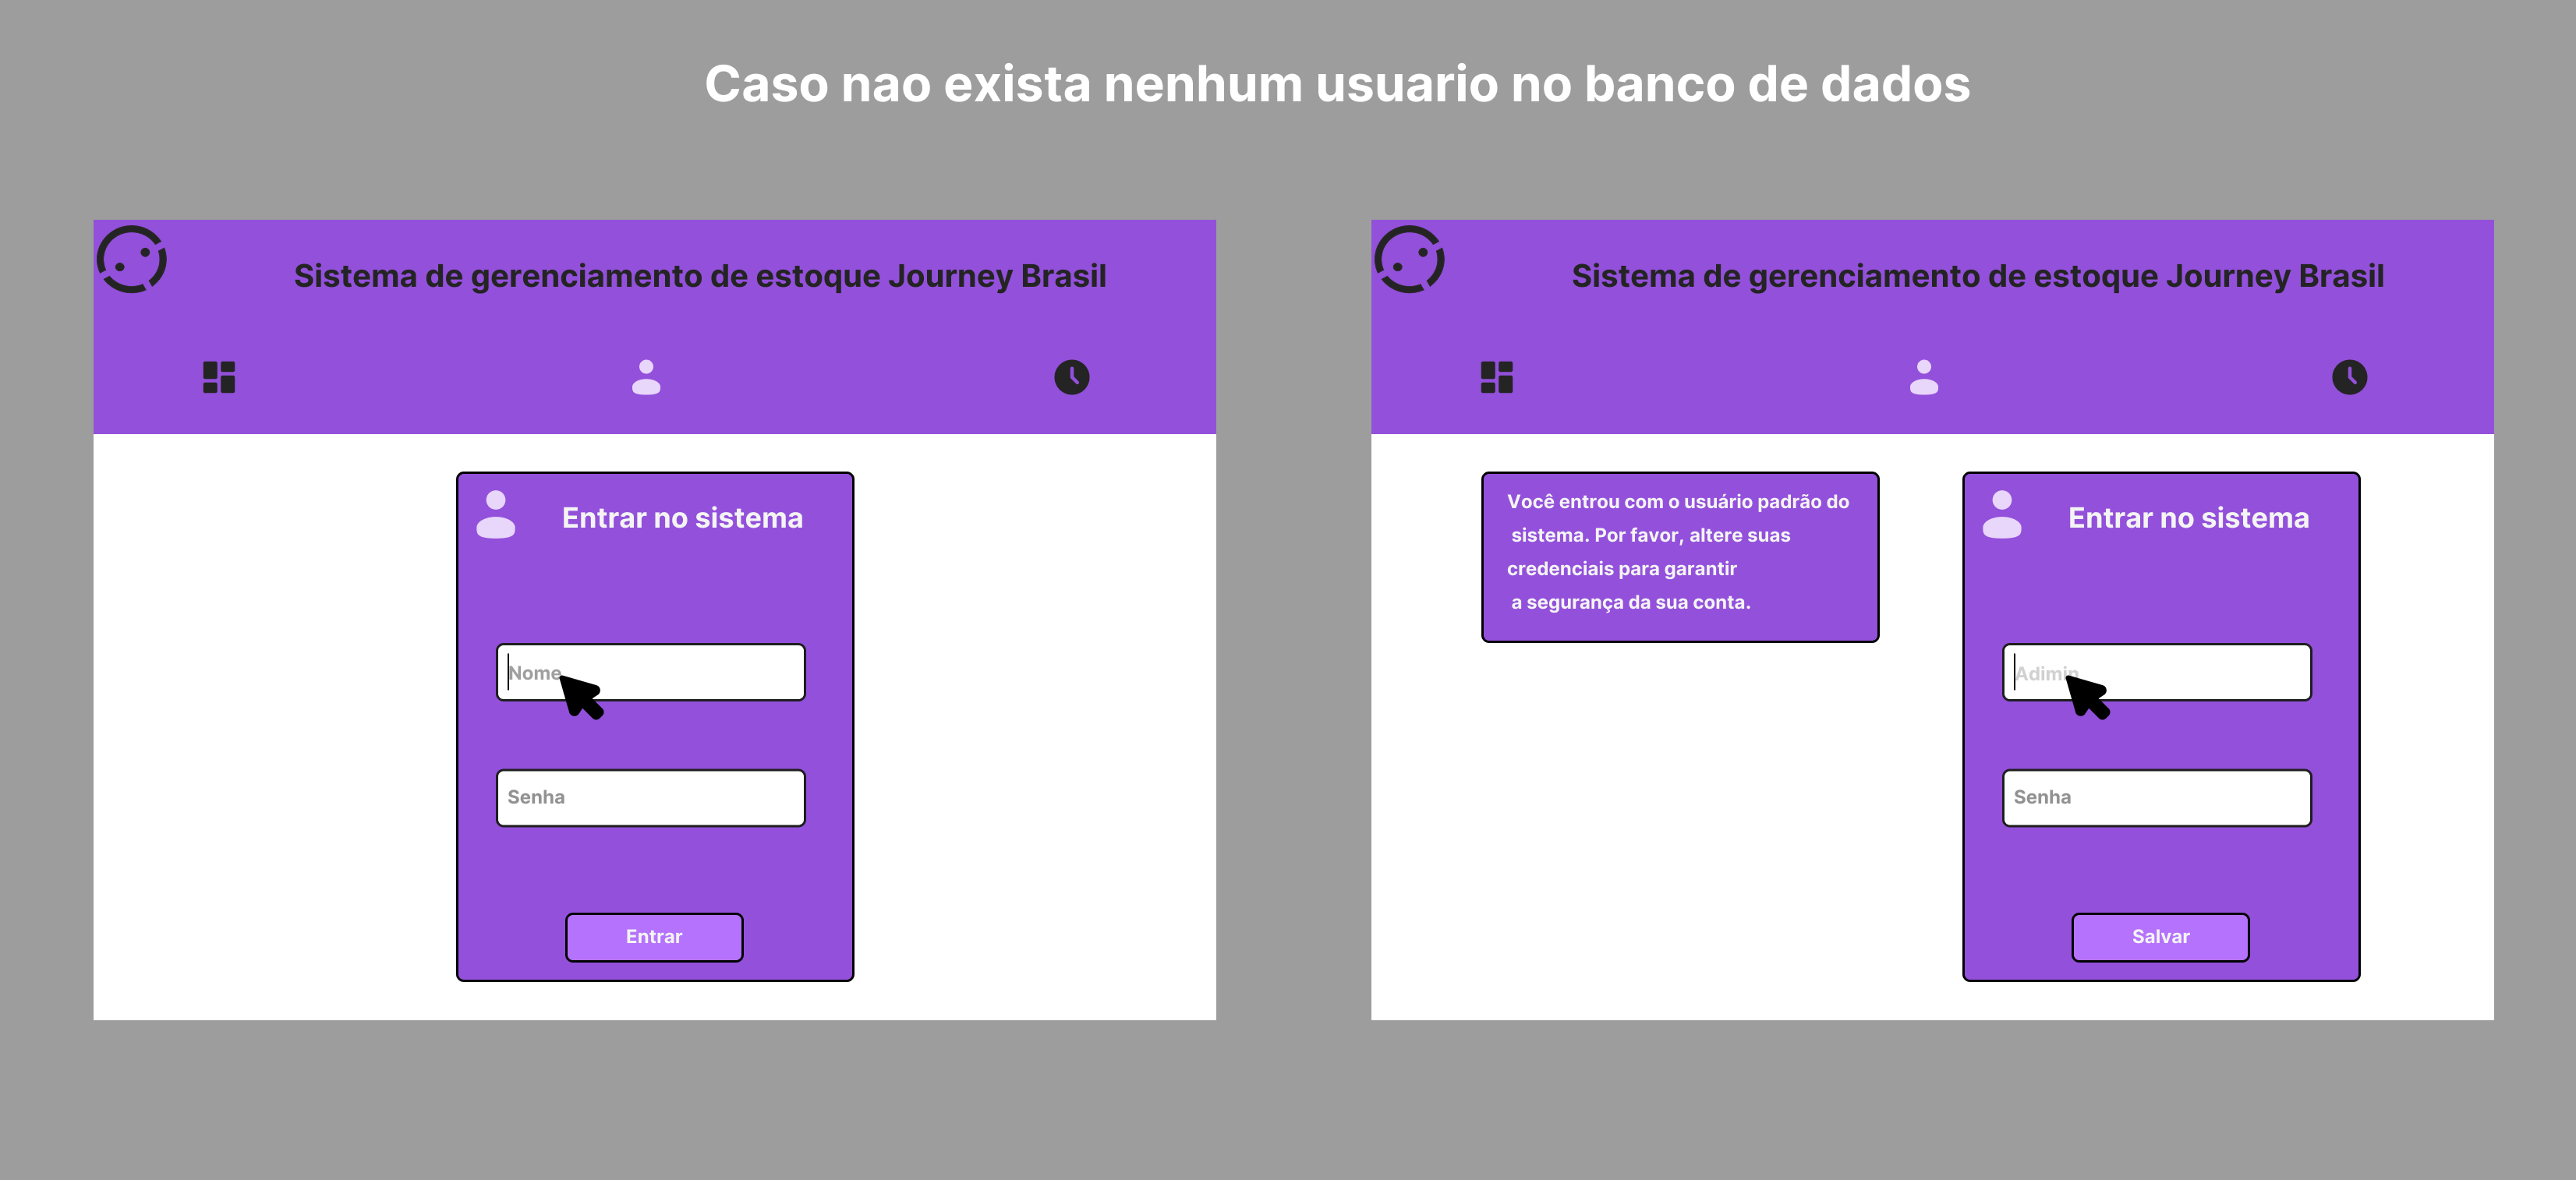 Caso nao exista nenhum usuario no banco de dados
Sistema de gerenciamento de estoque Journey Brasil
Entrar no sistema
Nome
Senha
Entrar
Sistema de gerenciamento de estoque Journey Brasil
Você entrou com o usuário padrão do
sistema. Por favor, altere suas
credenciais para garantir
a segurança da sua conta.
Entrar no sistema
Adimin
Senha
Salvar